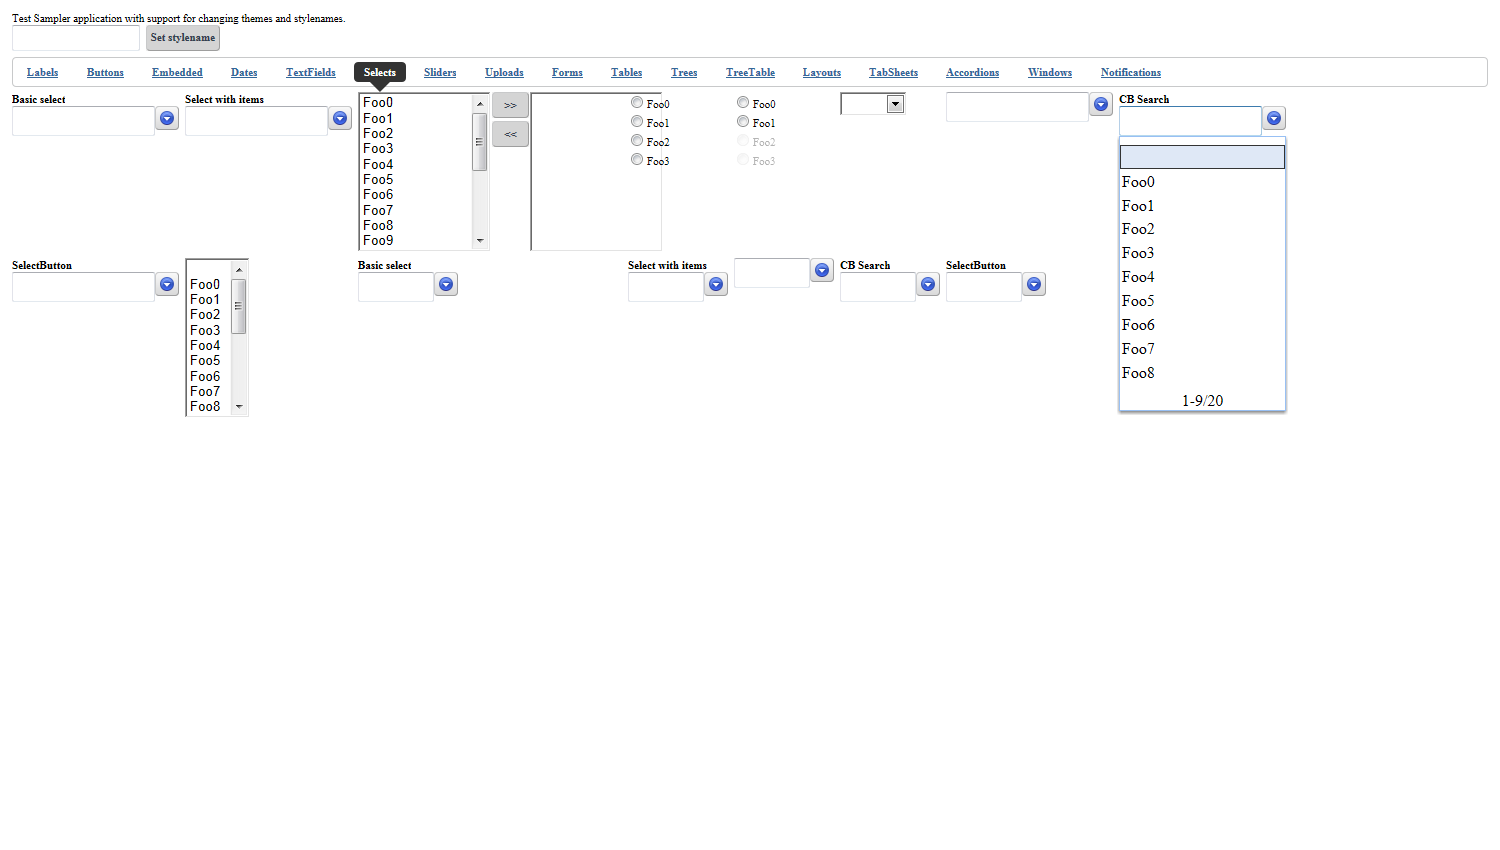 Test Sampler application with support for changing themes and stylenames.
Set stylename
Labels Buttons Embedded Dates TextFields Selects Sliders Uploads Forms Tables Trees TreeTable Layouts TabSheets Accordions Windows Notifications
Basic select
Select with items
Foo0
Foo1
Foo2
Foo3
Foo4
Foo5
Foo6
Foo7
Foo8
Foo9
>>
<<
Foo0
Foo1
Foo2
Foo3
Foo0
Foo1
Foo2
Foo3
CB Search
Foo0
Foo1
Foo2
Foo3
Foo4
Foo5
Foo6
Foo7
Foo8
1-9/20
SelectButton
Foo0
Foo1
Foo2
Foo3
Foo4
Foo5
Foo6
Foo7
Foo8
Basic select
Select with items
CB Search
SelectButton